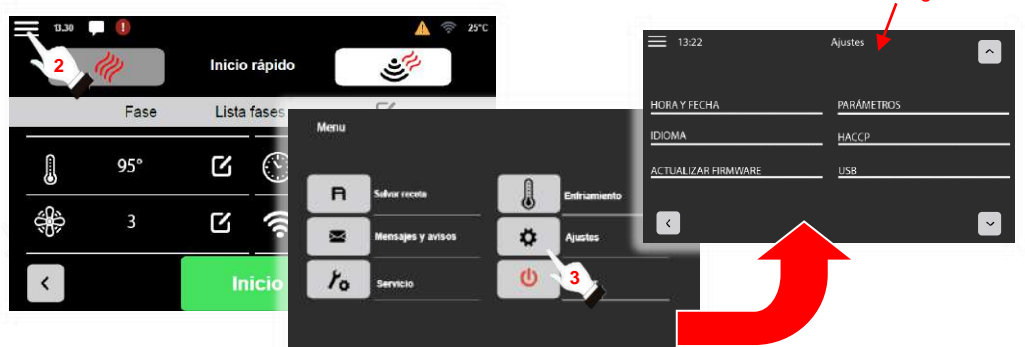 13.30
25°C
2
Inicio rápido
Fase
Lista fases
95°
3
Inicio
Menu
Salvar receta
Enfriamiento
Mensajes y avisos
Ajustes
Servicio
3
13:22
Ajustes
HORA Y FECHA
PARÁMETROS
IDIOMA
HACCP
ACTUALIZAR FIRMWARE
USB